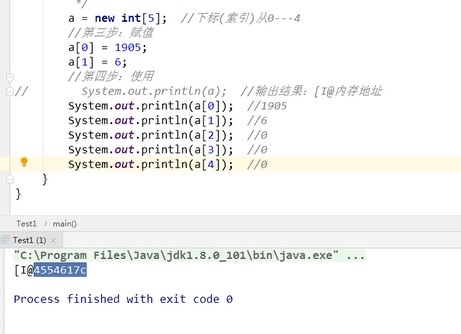 */
a = new int[5];  //下标(索引)从0---4
//第三步：赋值
a[0] = 1905;
a[1] = 6;
//第四步：使用
//      System.out.println(a);  //输出结果：[I@内存地址
System.out.println(a[0]);  //1905
System.out.println(a[1]);  //6
System.out.println(a[2]);  //0
System.out.println(a[3]);  //0
System.out.println(a[4]);  //0
}
}
Test1 › main()
Test1 (1) ×
"C:\Program Files\Java\jdk1.8.0_101\bin\java.exe" ...
[I@4554617c
Process finished with exit code 0